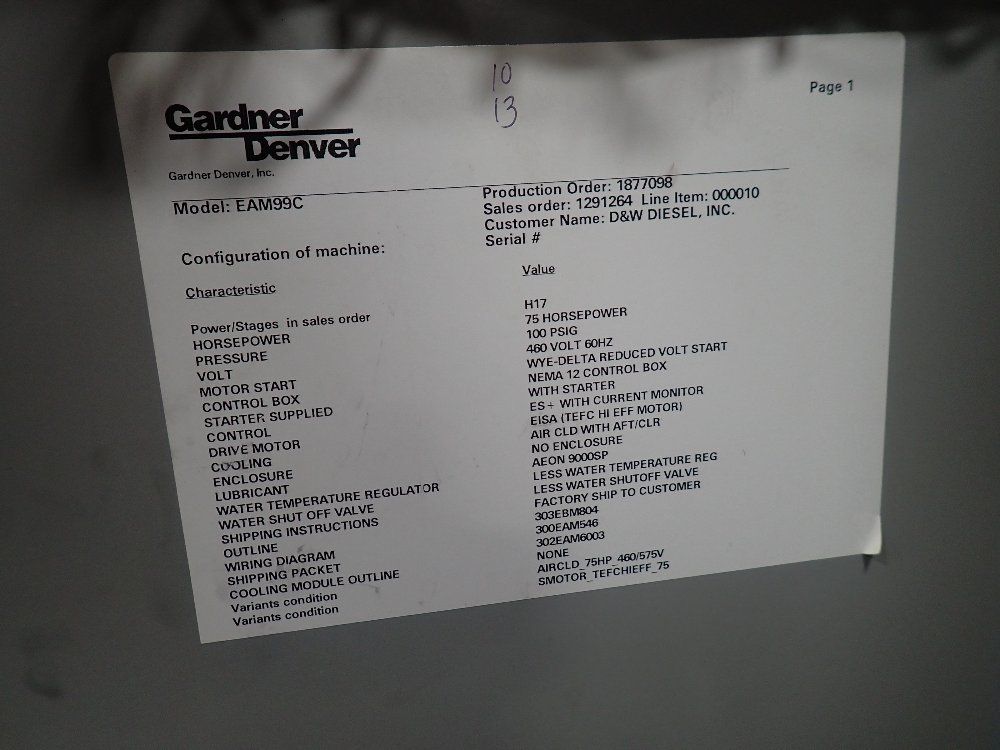 10
13
Page 1
Gardner
Denver
Gardner Denver, Inc.
Model: EAM99C
Production Order: 1877098
Sales order: 1291264 Line Item: 000010
Customer Name: D&W DIESEL, INC.
Serial #
Configuration of machine:
Characteristic Value
Power/Stages in sales order H17
HORSEPOWER 75 HORSEPOWER
PRESSURE 100 PSIG
VOLT 460 VOLT 60HZ
MOTOR START WYE-DELTA REDUCED VOLT START
CONTROL BOX NEMA 12 CONTROL BOX
STARTER SUPPLIED WITH STARTER
CONTROL ES+ WITH CURRENT MONITOR
DRIVE MOTOR EISA (TEFC HI EFF MOTOR)
COOLING AIR CLD WITH AFT/CLR
ENCLOSURE NO ENCLOSURE
LUBRICANT AEON 9000SP
WATER TEMPERATURE REGULATOR LESS WATER TEMPERATURE REG
WATER SHUT OFF VALVE LESS WATER SHUTOFF VALVE
SHIPPING INSTRUCTIONS FACTORY SHIP TO CUSTOMER
OUTLINE 303EBM804
WIRING DIAGRAM 300EAM546
SHIPPING PACKET 302EAM6003
COOLING MODULE OUTLINE NONE
Variants condition AIRCLD_75HP_460/575V
Variants condition SMOTOR_TEFCHIEFF_75